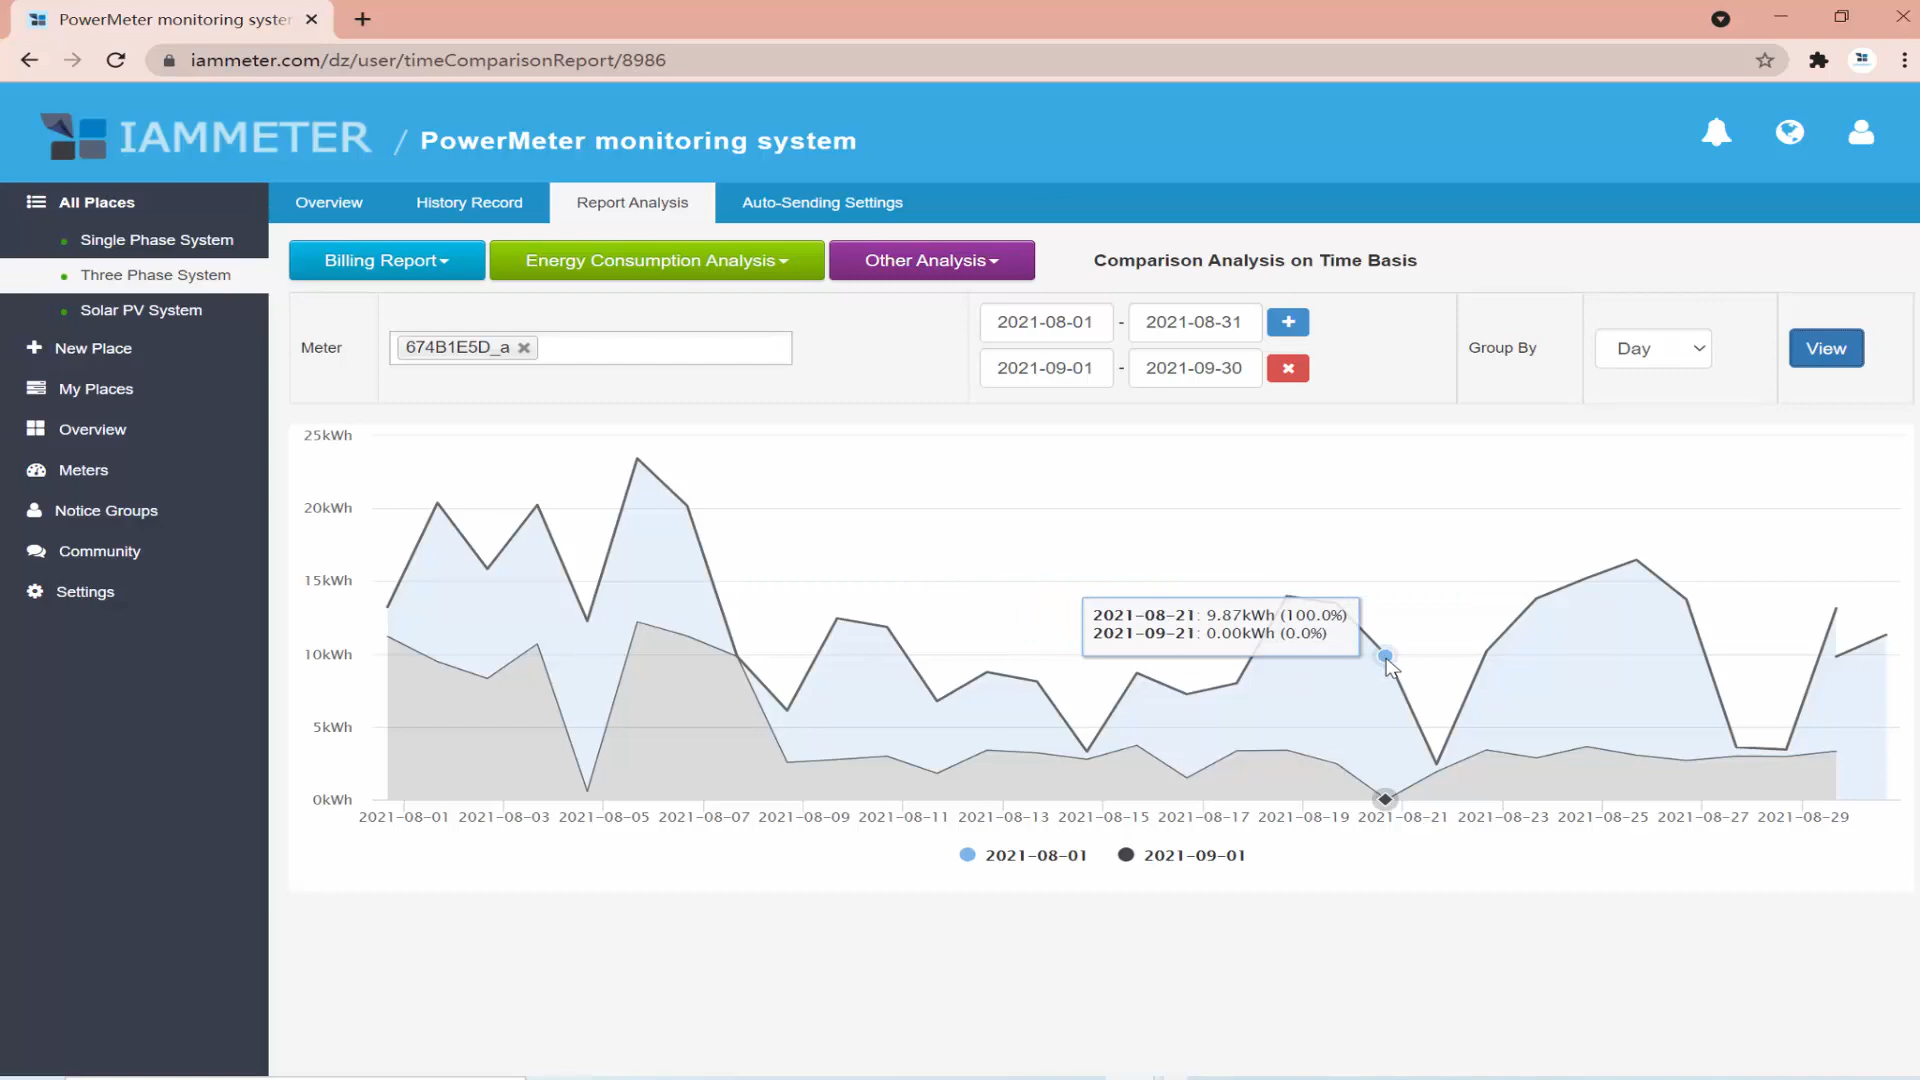 PowerMeter monitoring syster
iammeter.com/dz/user/timeComparisonReport/8986
IAMMETER / PowerMeter monitoring system
All Places
Single Phase System
Three Phase System
Solar PV System
New Place
My Places
Overview
Meters
Notice Groups
Community
Settings
Overview History Record Report Analysis Auto-Sending Settings
Billing Report Energy Consumption Analysis Other Analysis Comparison Analysis on Time Basis
Meter 674B1E5D_a
2021-08-01 - 2021-08-31
2021-09-01 - 2021-09-30
Group By Day View
25kWh
20kWh
15kWh
10kWh
5kWh
0kWh
2021-08-21: 9.87kWh (100.0%)
2021-09-21: 0.00kWh (0.0%)
2021-08-01 2021-08-03 2021-08-05 2021-08-07 2021-08-09 2021-08-11 2021-08-13 2021-08-15 2021-08-17 2021-08-19 2021-08-21 2021-08-23 2021-08-25 2021-08-27 2021-08-29
2021-08-01 2021-09-01